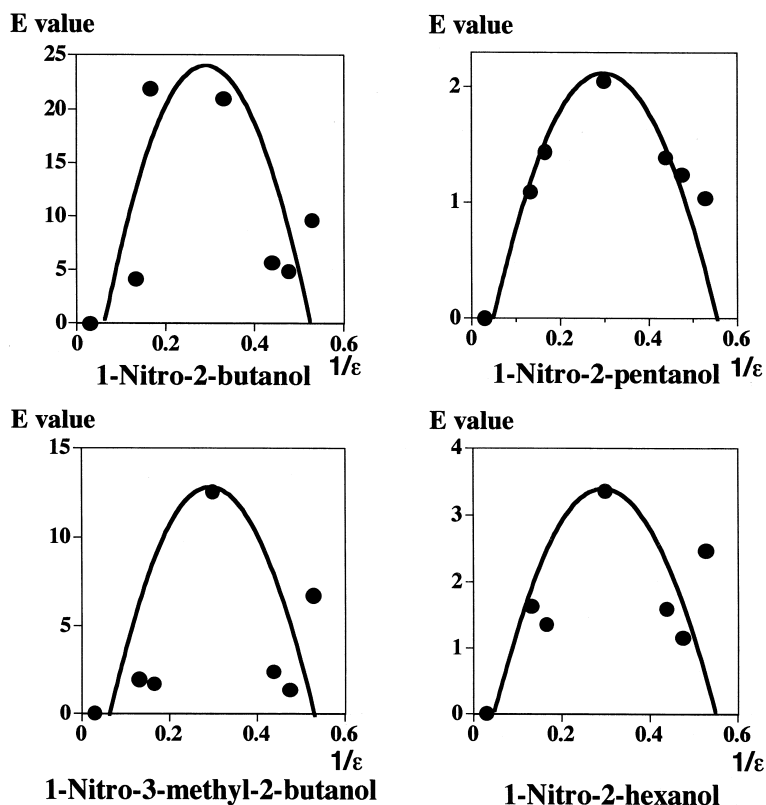 E value
25
20
15
10
5
0
0 0.2 0.4 0.6
1/ε
1-Nitro-2-butanol
E value
2
1
0
0 0.2 0.4 0.6
1/ε
1-Nitro-2-pentanol
E value
15
10
5
0
0 0.2 0.4 0.6
1/ε
1-Nitro-3-methyl-2-butanol
E value
4
3
2
1
0
0 0.2 0.4 0.6
1/ε
1-Nitro-2-hexanol